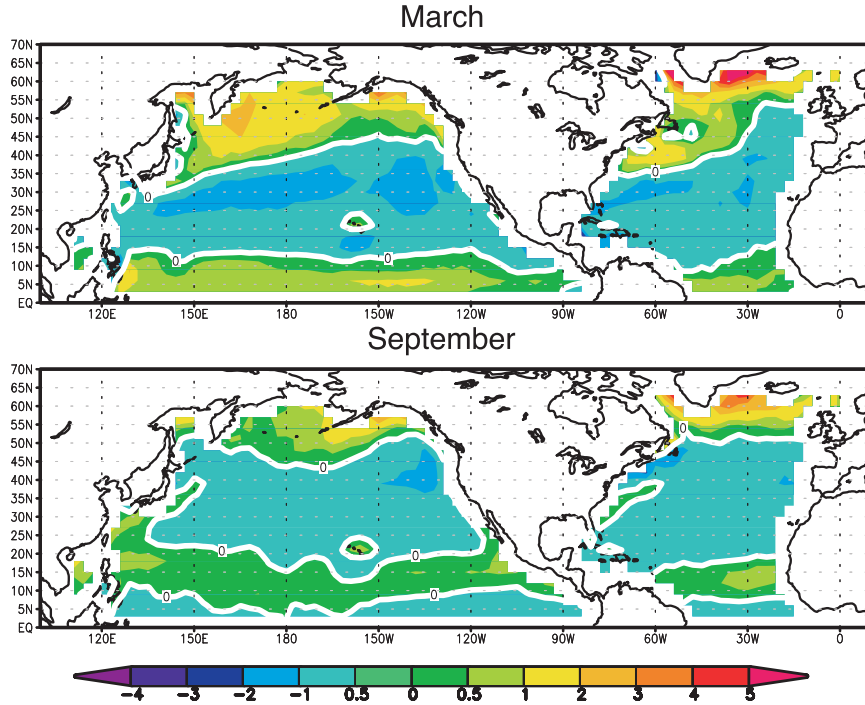 March
70N
65N
60N
55N
50N
45N
40N
35N
30N
25N
20N
15N
10N
5N
EQ
0
0
0
0
120E 150E 180 150W 120W 90W 60W 30W 0
September
70N
65N
60N
55N
50N
45N
40N
35N
30N
25N
20N
15N
10N
5N
EQ
0
0
0
0
0
0
120E 150E 180 150W 120W 90W 60W 30W 0
-4 -3 -2 -1 0.5 0 0.5 1 2 3 4 5